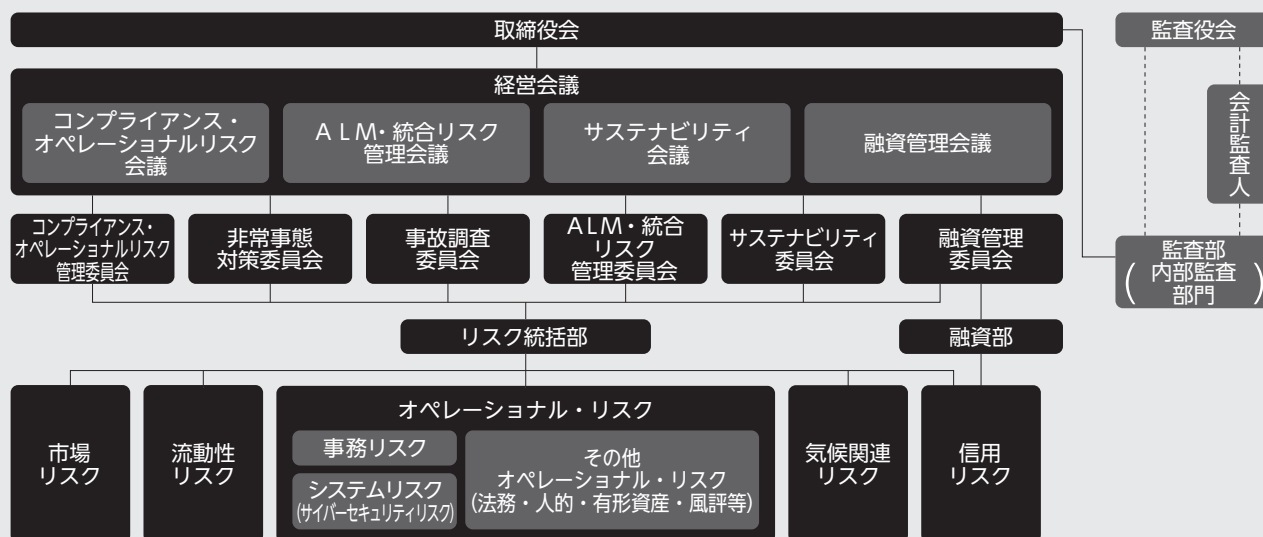 取締役会
監査役会
経営会議
コンプライアンス・
オペレーショナルリスク
会議
ＡＬＭ・統合リスク
管理会議
サステナビリティ
会議
融資管理会議
会計監査人
コンプライアンス・
オペレーショナルリスク
管理委員会
非常事態
対策委員会
事故調査
委員会
ＡＬＭ・統合
リスク
管理委員会
サステナビリティ
委員会
融資管理
委員会
監査部
(内部監査
部門)
リスク統括部
融資部
市場
リスク
流動性
リスク
オペレーショナル・リスク
事務リスク
システムリスク
(サイバーセキュリティリスク)
その他
オペレーショナル・リスク
(法務・人的・有形資産・風評等)
気候関連
リスク
信用
リスク